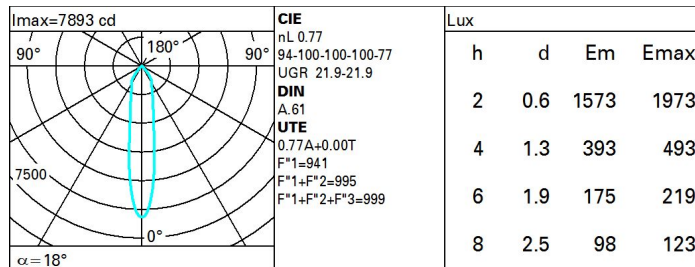 Imax=7893 cd
90°
180°
90°
7500
0°
α=18°
CIE
nL 0.77
94-100-100-100-77
UGR 21.9-21.9
DIN
A.61
UTE
0.77A+0.00T
F"1=941
F"1+F"2=995
F"1+F"2+F"3=999
Lux
h d Em Emax
2 0.6 1573 1973
4 1.3 393 493
6 1.9 175 219
8 2.5 98 123